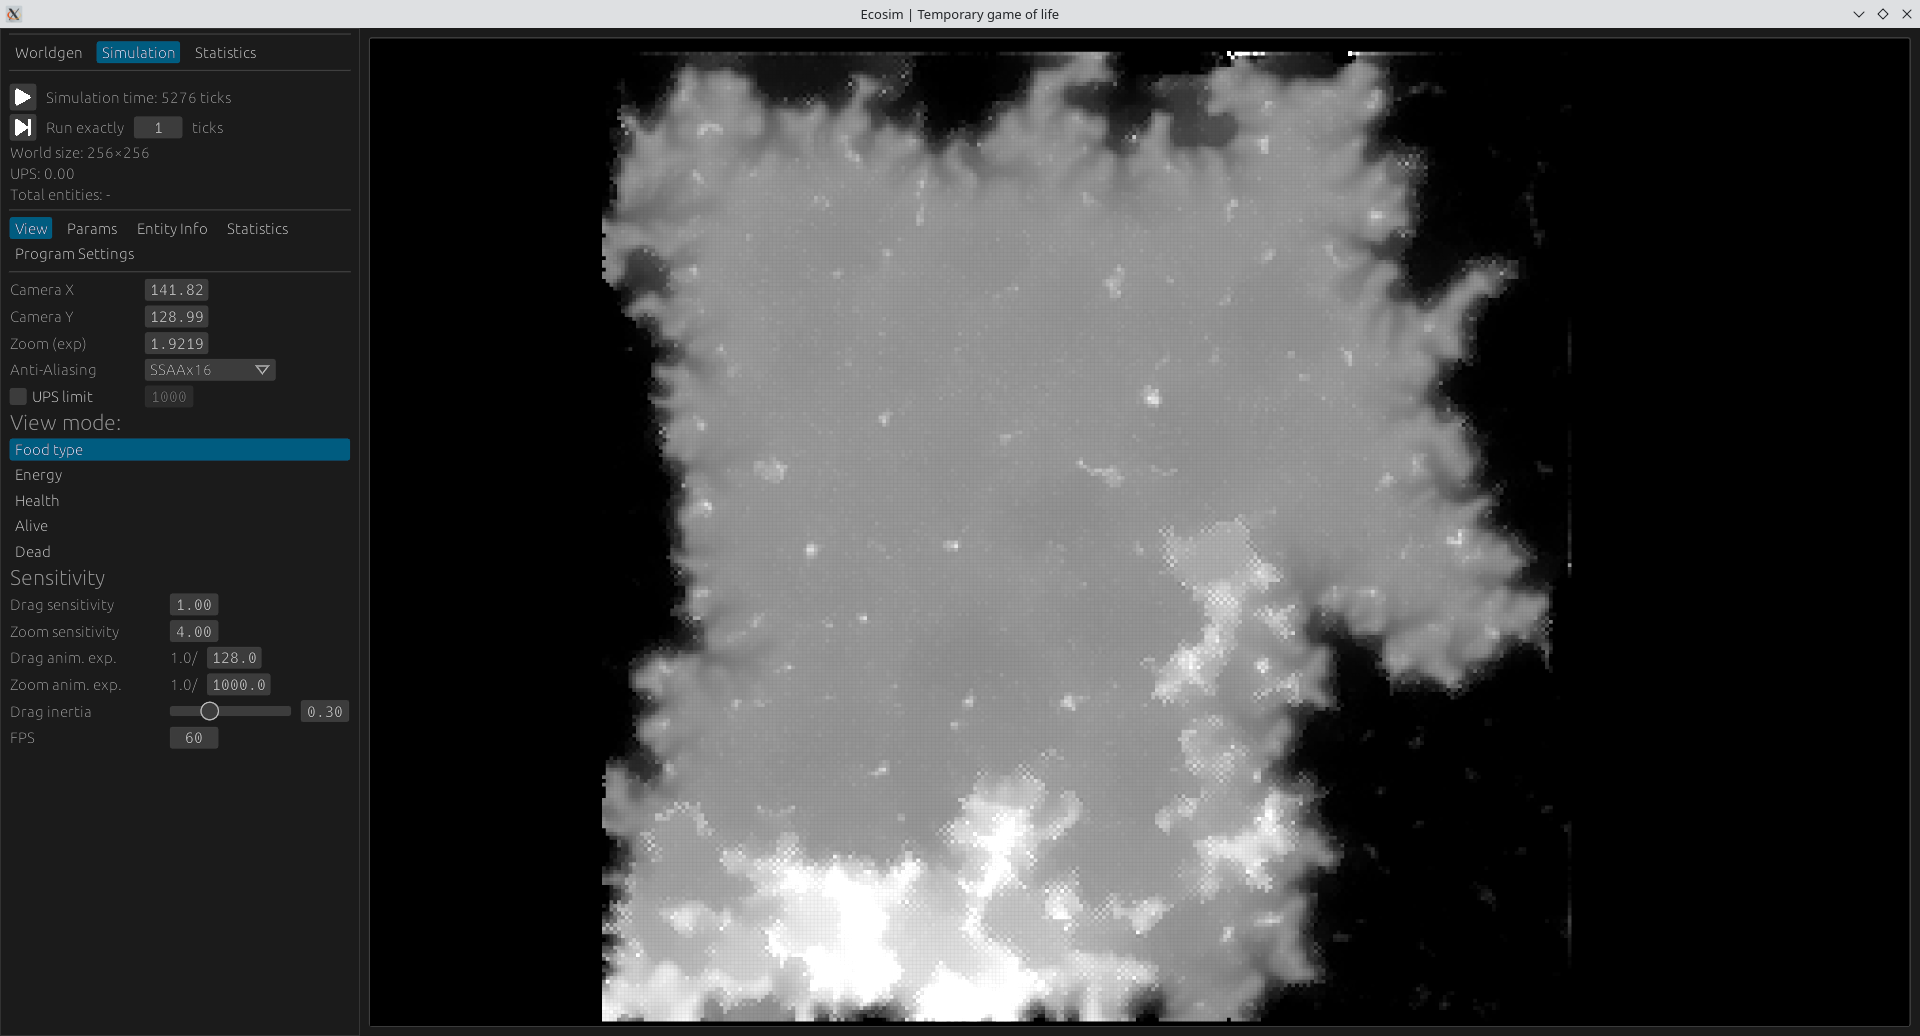 Ecosim | Temporary game of life
Worldgen Simulation Statistics
Simulation time: 5276 ticks
Run exactly 1 ticks
World size: 256×256
UPS: 0.00
Total entities: -
View Params Entity Info Statistics
Program Settings
Camera X 141.82
Camera Y 128.99
Zoom (exp) 1.9219
Anti-Aliasing SSAAx16
UPS limit 1000
View mode:
Food type
Energy
Health
Alive
Dead
Sensitivity
Drag sensitivity 1.00
Zoom sensitivity 4.00
Drag anim. exp. 1.0/ 128.0
Zoom anim. exp. 1.0/ 1000.0
Drag inertia 0.30
FPS 60